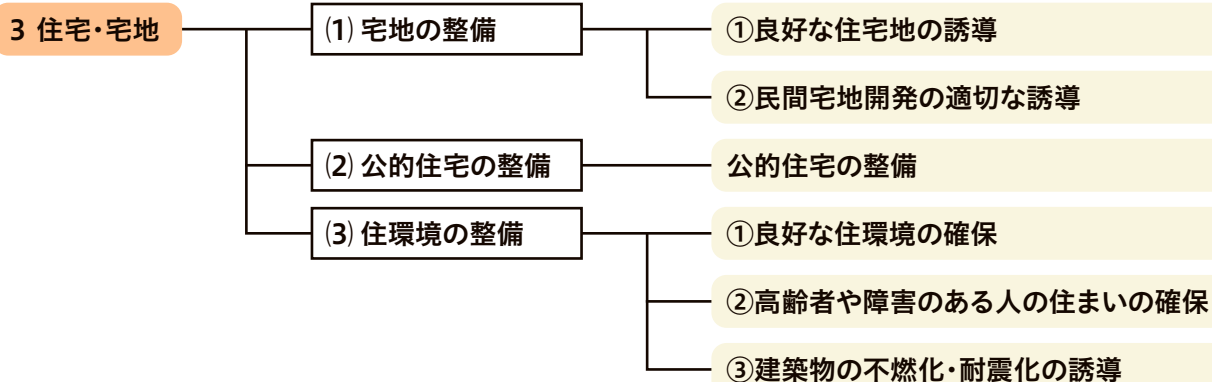 3 住宅・宅地
(1) 宅地の整備
①良好な住宅地の誘導
②民間宅地開発の適切な誘導
(2) 公的住宅の整備
公的住宅の整備
(3) 住環境の整備
①良好な住環境の確保
②高齢者や障害のある人の住まいの確保
③建築物の不燃化・耐震化の誘導